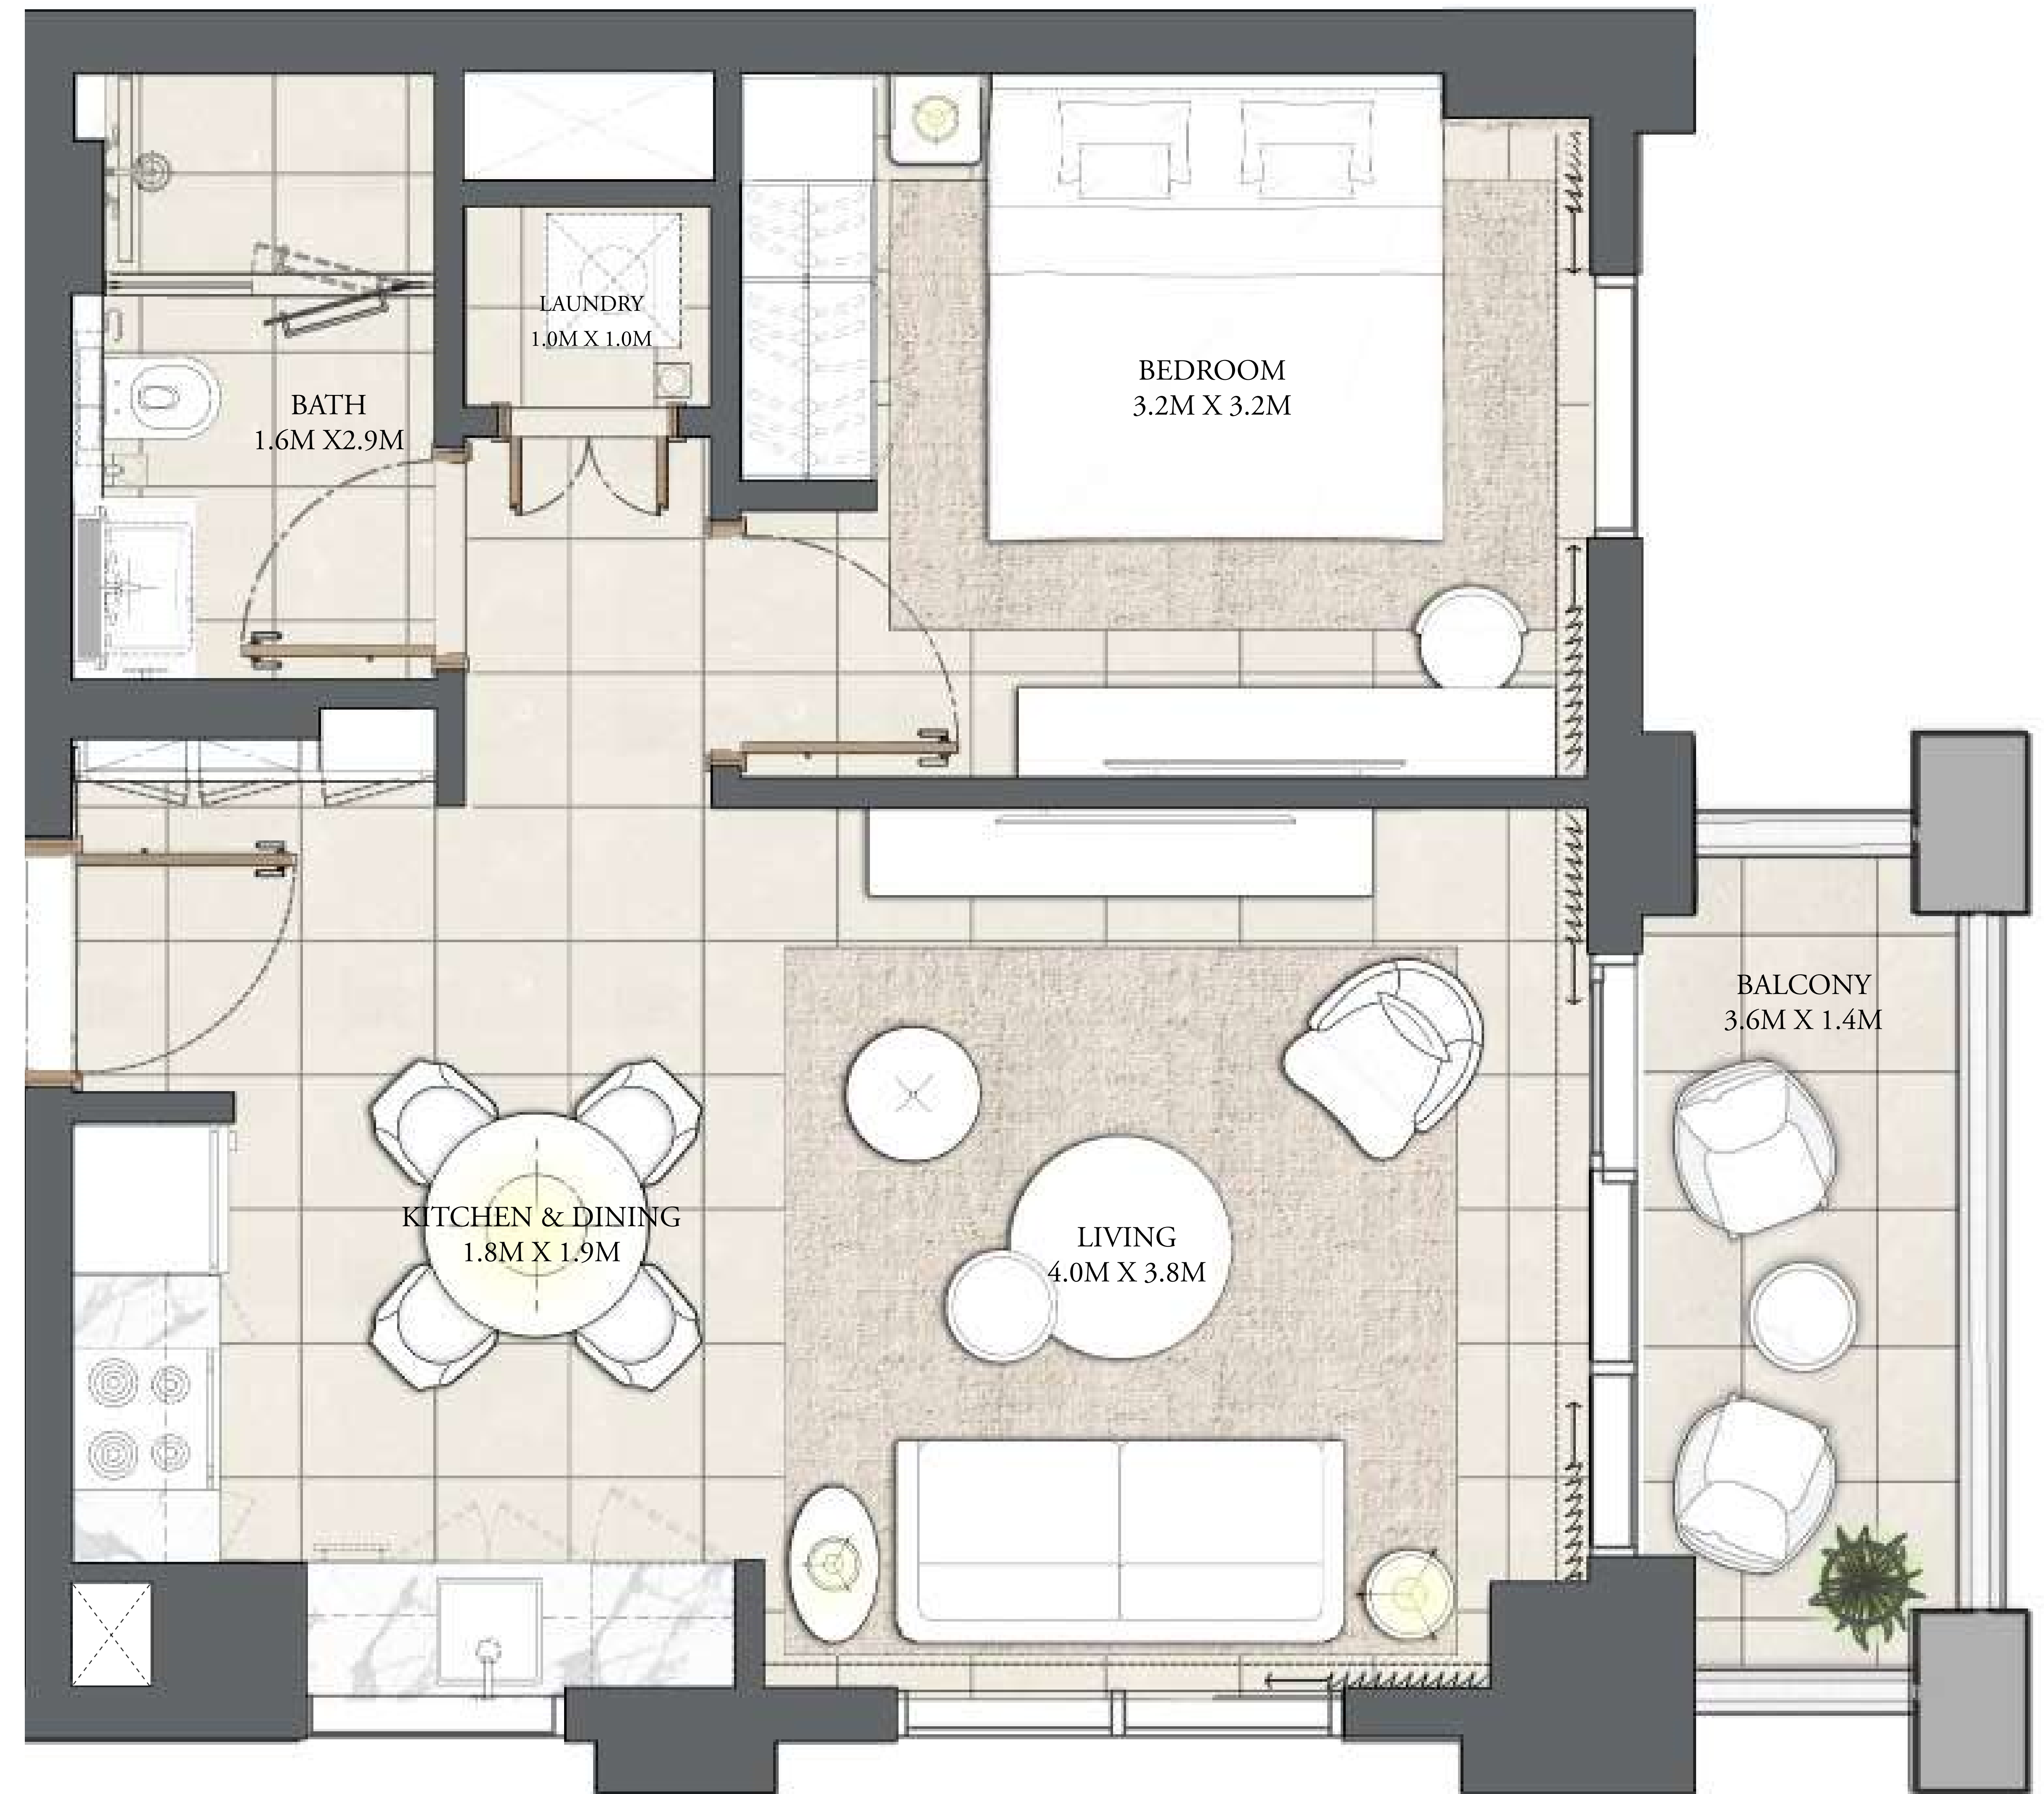 LAUNDRY
1.0M X 1.0M
BEDROOM
3.2M X 3.2M
BATH
1.6M X2.9M
BALCONY
3.6M X 1.4M
KITCHEN & DINING
1.8M X 1.9M
LIVING
4.0M X 3.8M